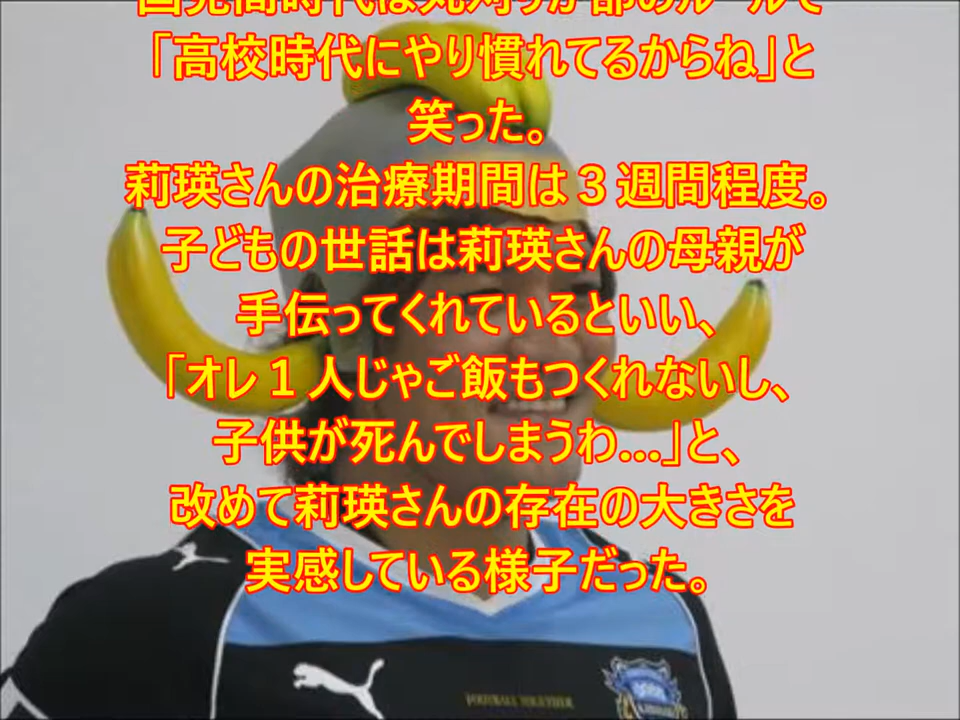 「高校時代にやり慣れてるからね」と
笑った。
莉瑛さんの治療期間は３週間程度。
子どもの世話は莉瑛さんの母親が
手伝ってくれているといい、
「オレ１人じゃご飯もつくれないし、
子供が死んでしまうわ…」と、
改めて莉瑛さんの存在の大きさを
実感している様子だった。
FOOTBALL TOGETHER